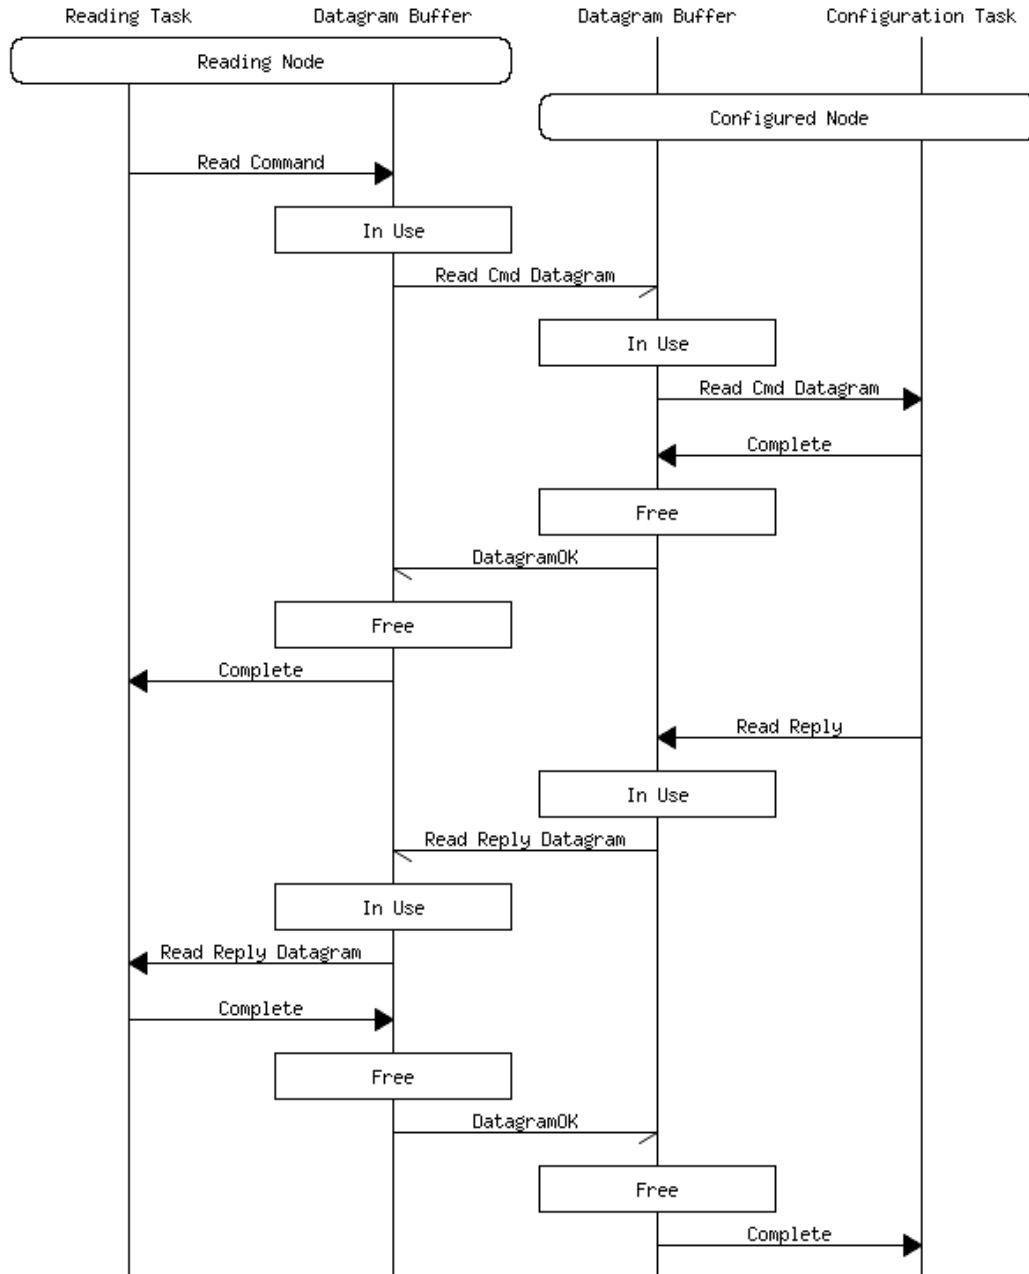 Reading Task
Datagram Buffer
Datagram Buffer
Configuration Task
Reading Node
Configured Node
Read Command
In Use
Read Cmd Datagram
In Use
Read Cmd Datagram
Complete
Free
DatagramOK
Free
Complete
Read Reply
In Use
Read Reply Datagram
In Use
Read Reply Datagram
Complete
Free
DatagramOK
Free
Complete